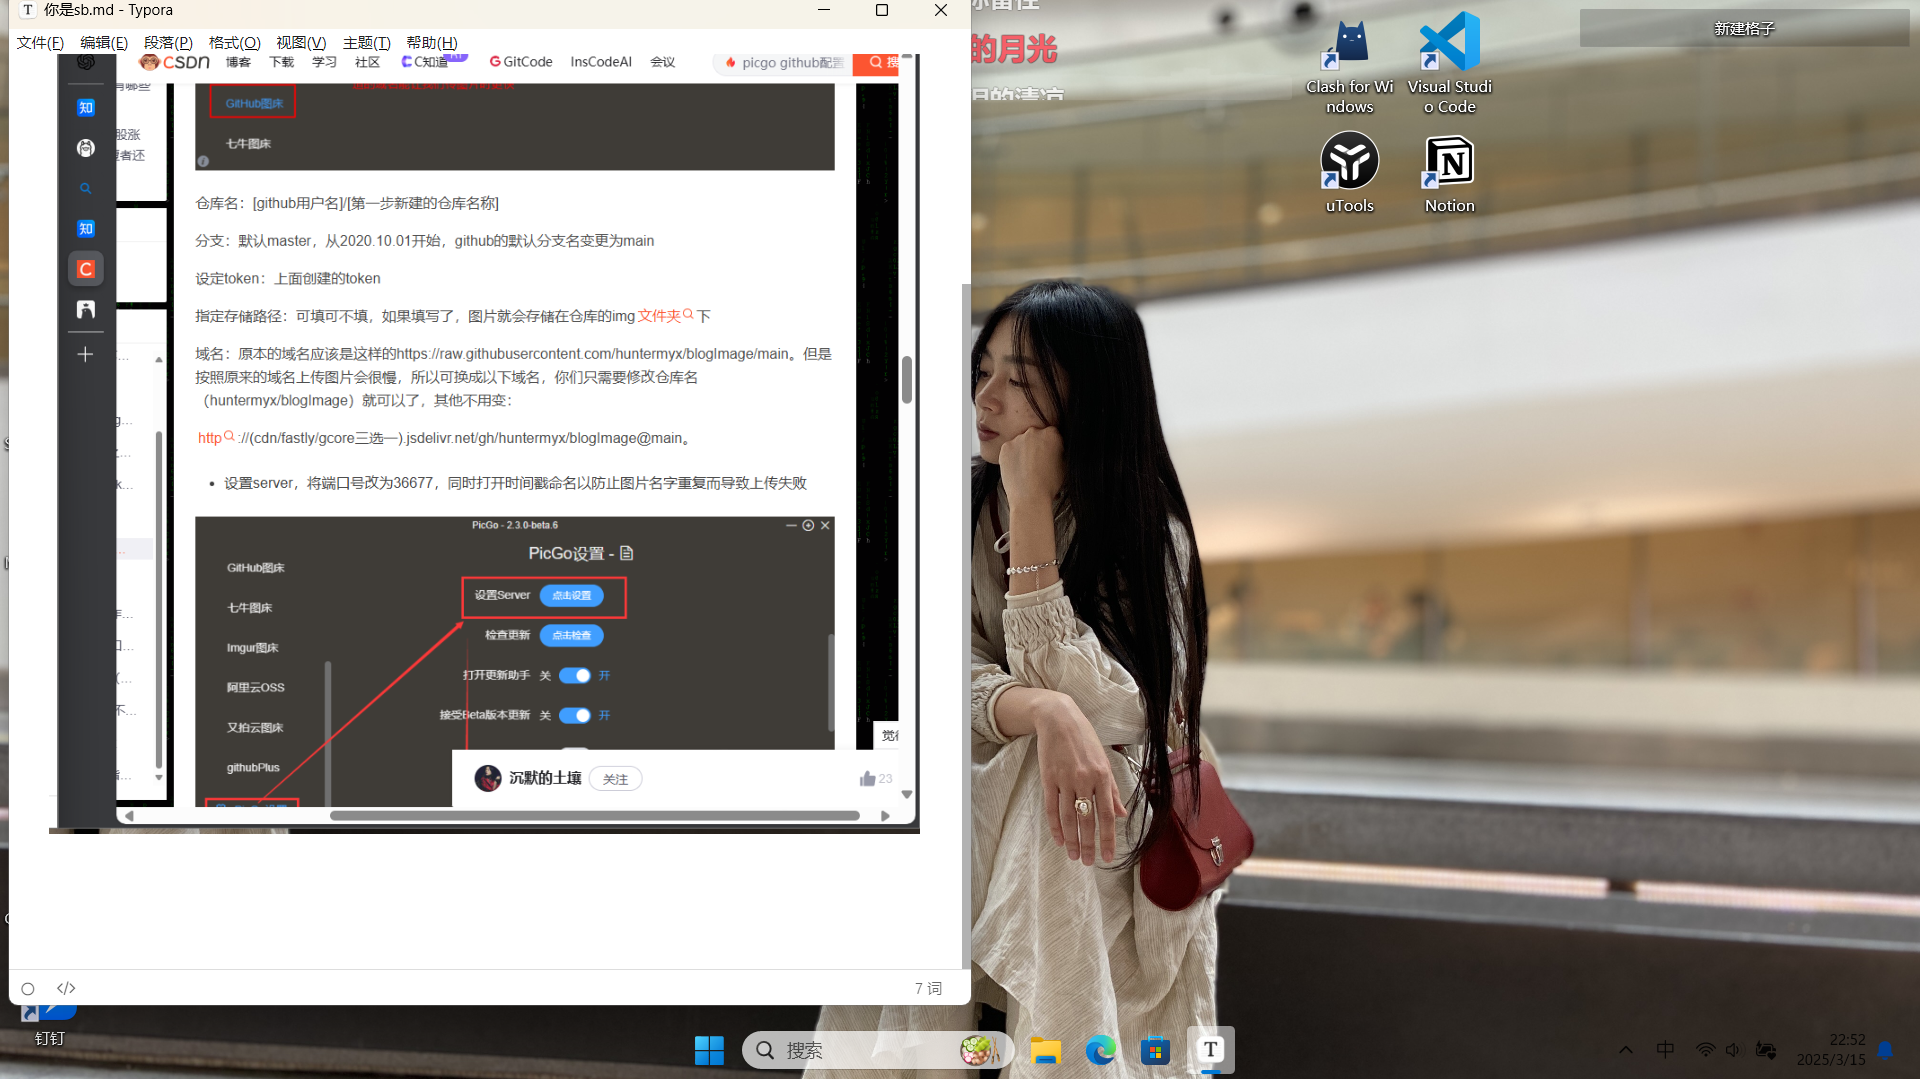 你是sb.md - Typora
文件(F) 编辑(E) 段落(P) 格式(O) 视图(V) 主题(T) 帮助(H)
CSDN 博客 下载 学习 社区 C知道 GitCode InsCodeAI 会议 picgo github配置 搜
有哪些
股涨
GitHub图床
七牛图床
仓库名：[github用户名]/[第一步新建的仓库名称]
分支：默认master，从2020.10.01开始，github的默认分支名变更为main
设定token：上面创建的token
指定存储路径：可填可不填，如果填写了，图片就会存储在仓库的img文件夹下
域名：原本的域名应该是这样的https://raw.githubusercontent.com/huntermyx/blogImage/main。但是
按照原来的域名上传图片会很慢，所以可换成以下域名，你们只需要修改仓库名
（huntermyx/blogImage）就可以了，其他不用变：
http://(cdn/fastly/gcore三选一).jsdelivr.net/gh/huntermyx/blogImage@main。
• 设置server，将端口号改为36677，同时打开时间戳命名以防止图片名字重复而导致上传失败
PicGo - 2.3.0-beta.6
PicGo设置 -
GitHub图床
七牛图床
Imgur图床
阿里云OSS
又拍云图床
githubPlus
设置Server 点击设置
检查更新 点击检查
打开更新助手 关 开
接受Beta版本更新 关 开
沉默的土壤 关注 23
7 词
的月光
新建格子
Clash for Wi
ndows
Visual Studi
o Code
uTools
Notion
钉钉
搜索
中
22:52
2025/3/15